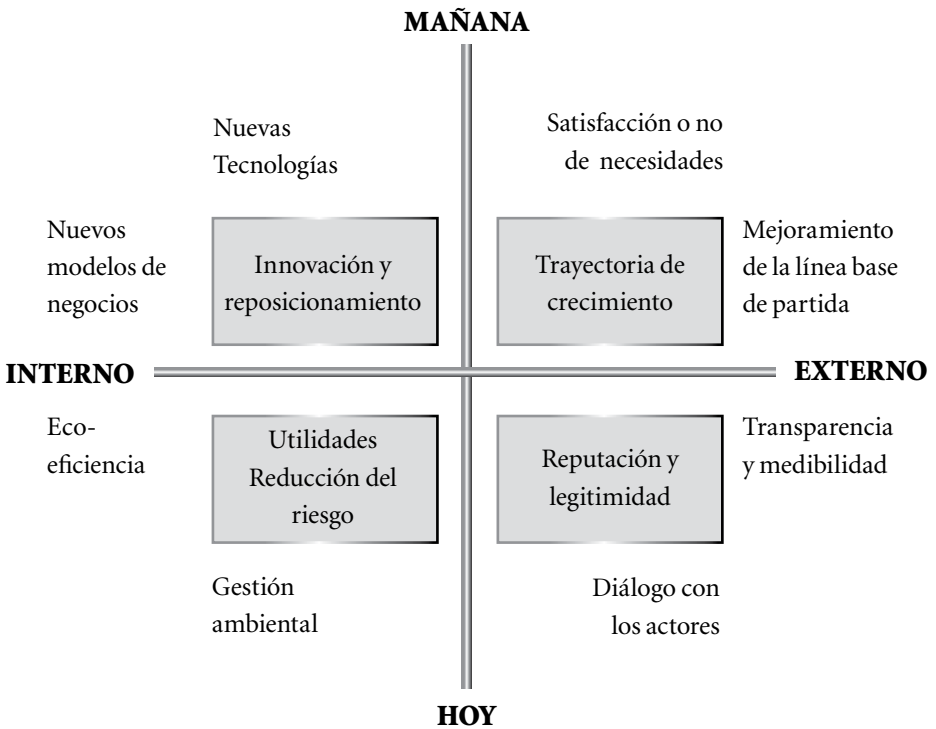 MAÑANA
Nuevas
Tecnologías
Satisfacción o no
de necesidades
Nuevos
modelos de
negocios
Innovación y
reposicionamiento
Trayectoria de
crecimiento
Mejoramiento
de la línea base
de partida
INTERNO
EXTERNO
Eco-
eficiencia
Utilidades
Reducción del
riesgo
Reputación y
legitimidad
Transparencia
y medibilidad
Gestión
ambiental
Diálogo con
los actores
HOY